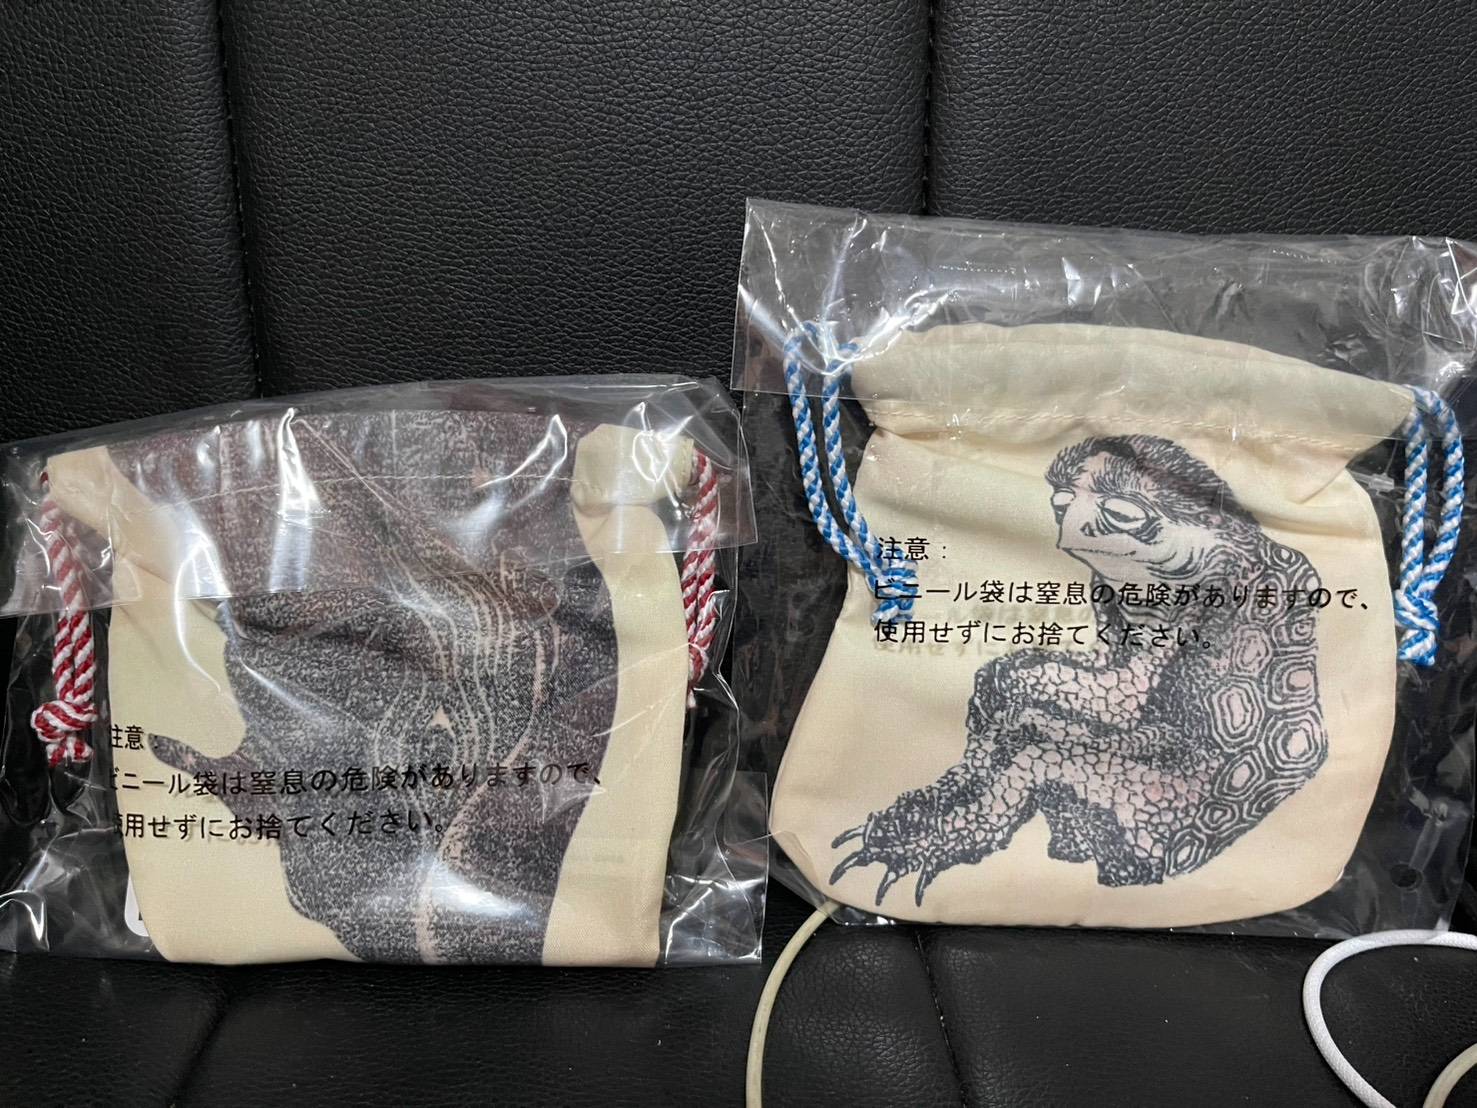 注意:
ビニール袋は窒息の危険がありますので、
使用せずにお捨てください。
注意:
ビニール袋は窒息の危険がありますので、
使用せずにお捨てください。